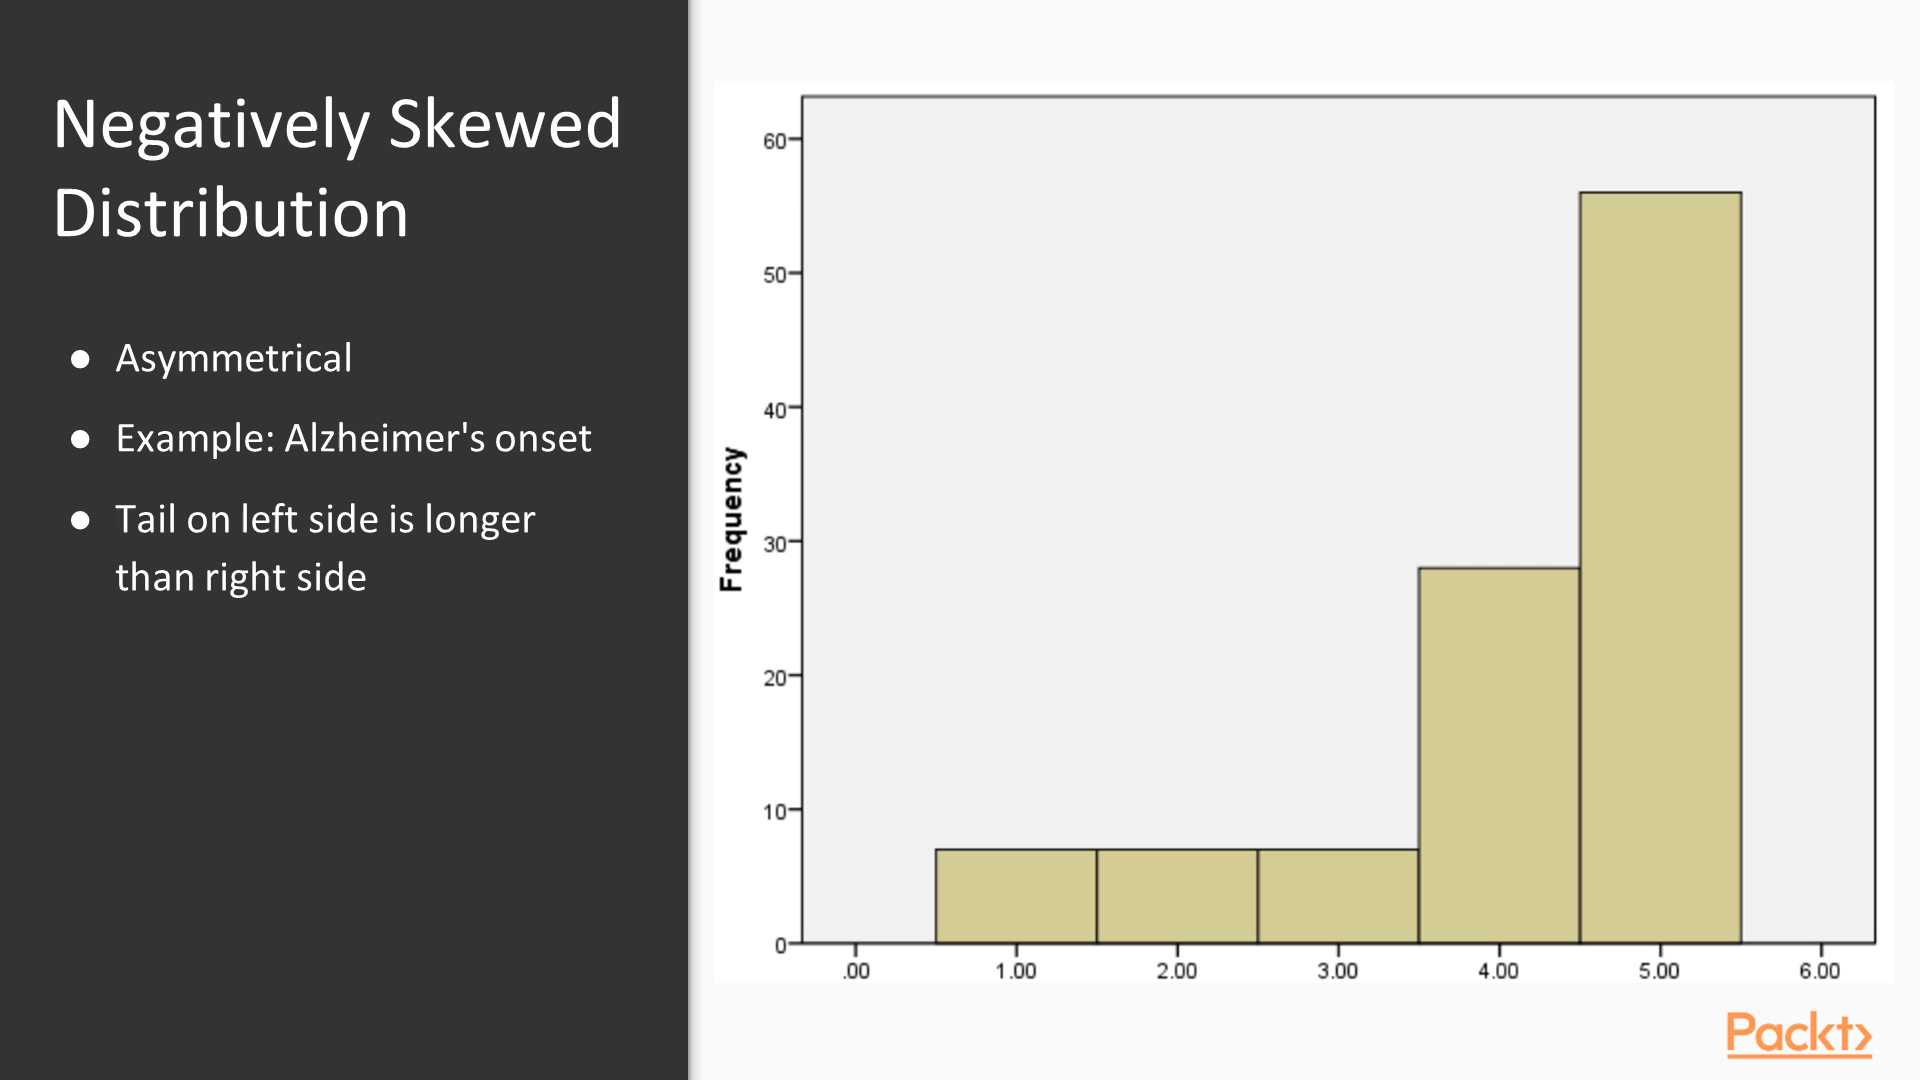 Negatively Skewed
Distribution
● Asymmetrical
● Example: Alzheimer's onset
● Tail on left side is longer
than right side
Frequency
60
50
40
30
20
10
0
.00 1.00 2.00 3.00 4.00 5.00 6.00
Packt>